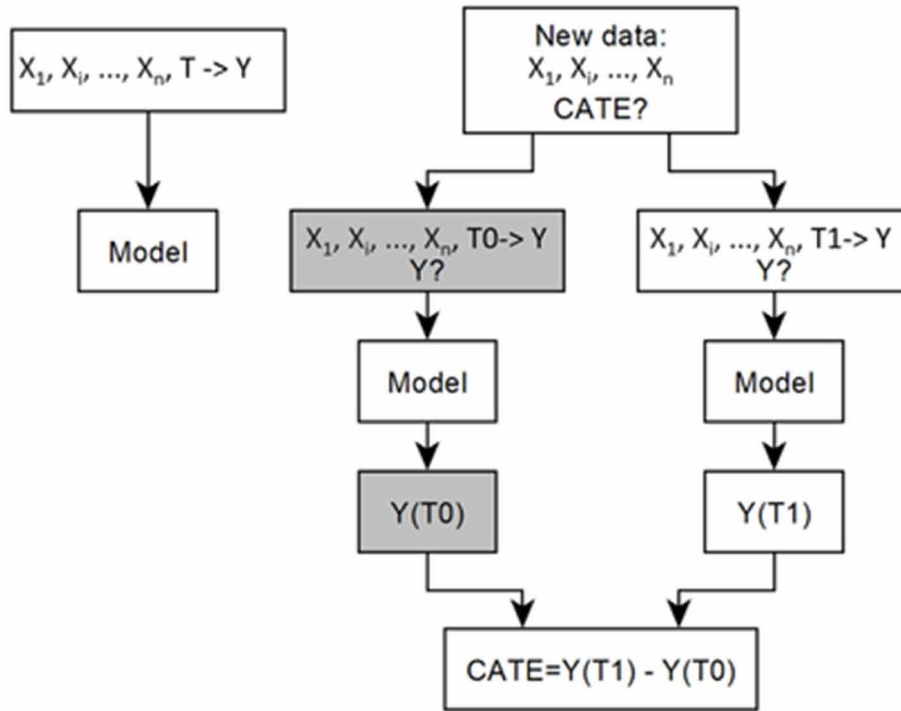 X₁, Xᵢ, ..., Xₙ, T -> Y
Model
New data:
X₁, Xᵢ, ..., Xₙ
CATE?
X₁, Xᵢ, ..., Xₙ, T0-> Y
Y?
Model
Y(T0)
X₁, Xᵢ, ..., Xₙ, T1-> Y
Y?
Model
Y(T1)
CATE=Y(T1) - Y(T0)